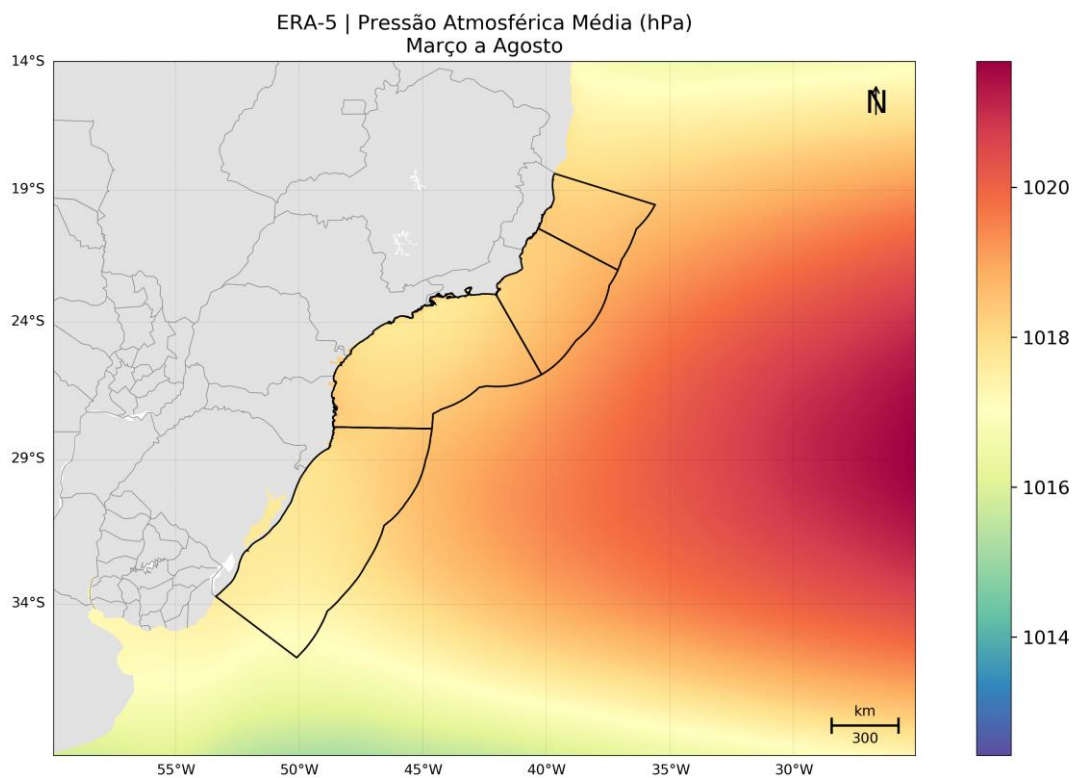 ERA-5 | Pressão Atmosférica Média (hPa)
Março a Agosto
14°S
19°S
24°S
29°S
34°S
55°W
50°W
45°W
40°W
35°W
30°W
N
km
300
1020
1018
1016
1014